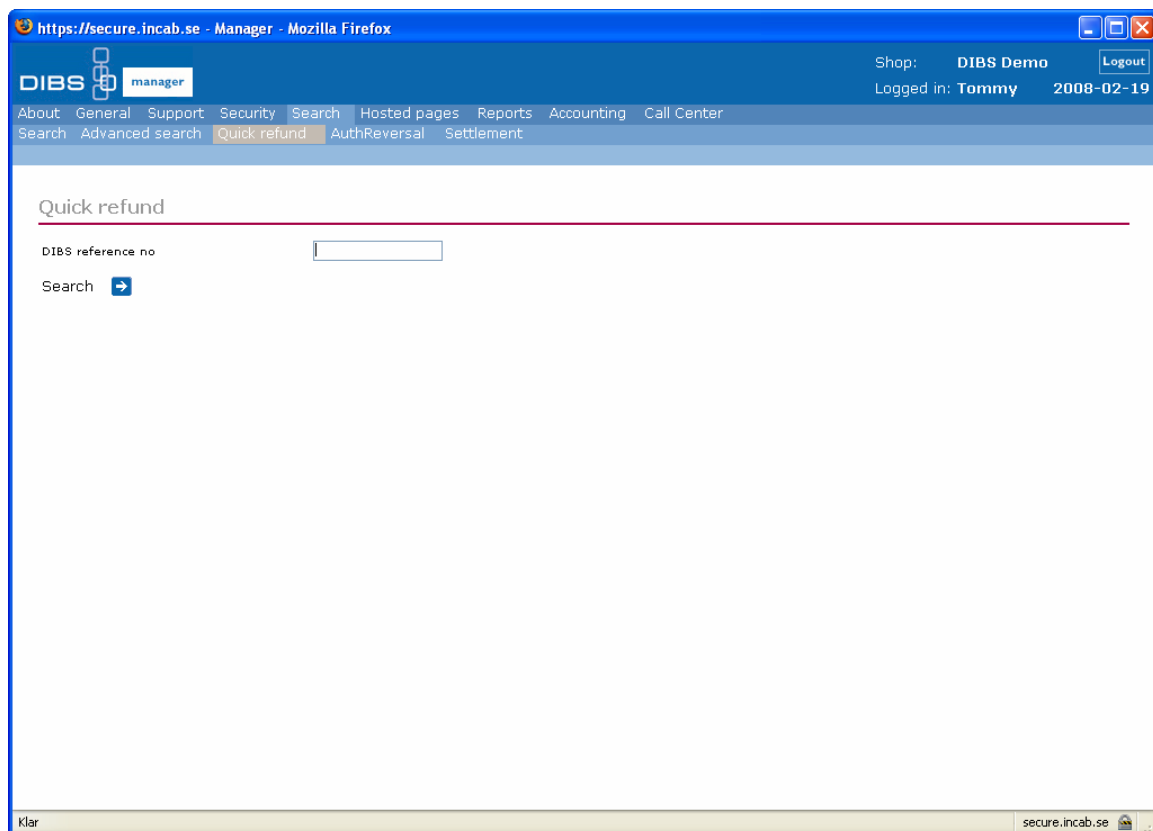 https://secure.incab.se - Manager - Mozilla Firefox
DIBS manager
Shop: DIBS Demo Logout
Logged in: Tommy 2008-02-19
About General Support Security Search Hosted pages Reports Accounting Call Center
Search Advanced search Quick refund AuthReversal Settlement
Quick refund
DIBS reference no
Search
Klar secure.incab.se